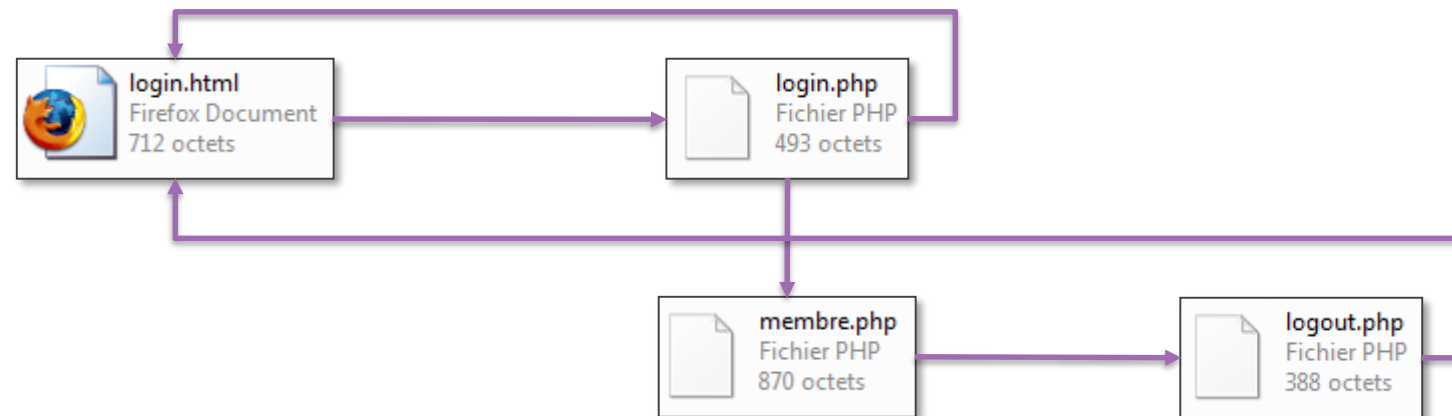 login.html
Firefox Document
712 octets
login.php
Fichier PHP
493 octets
membre.php
Fichier PHP
870 octets
logout.php
Fichier PHP
388 octets